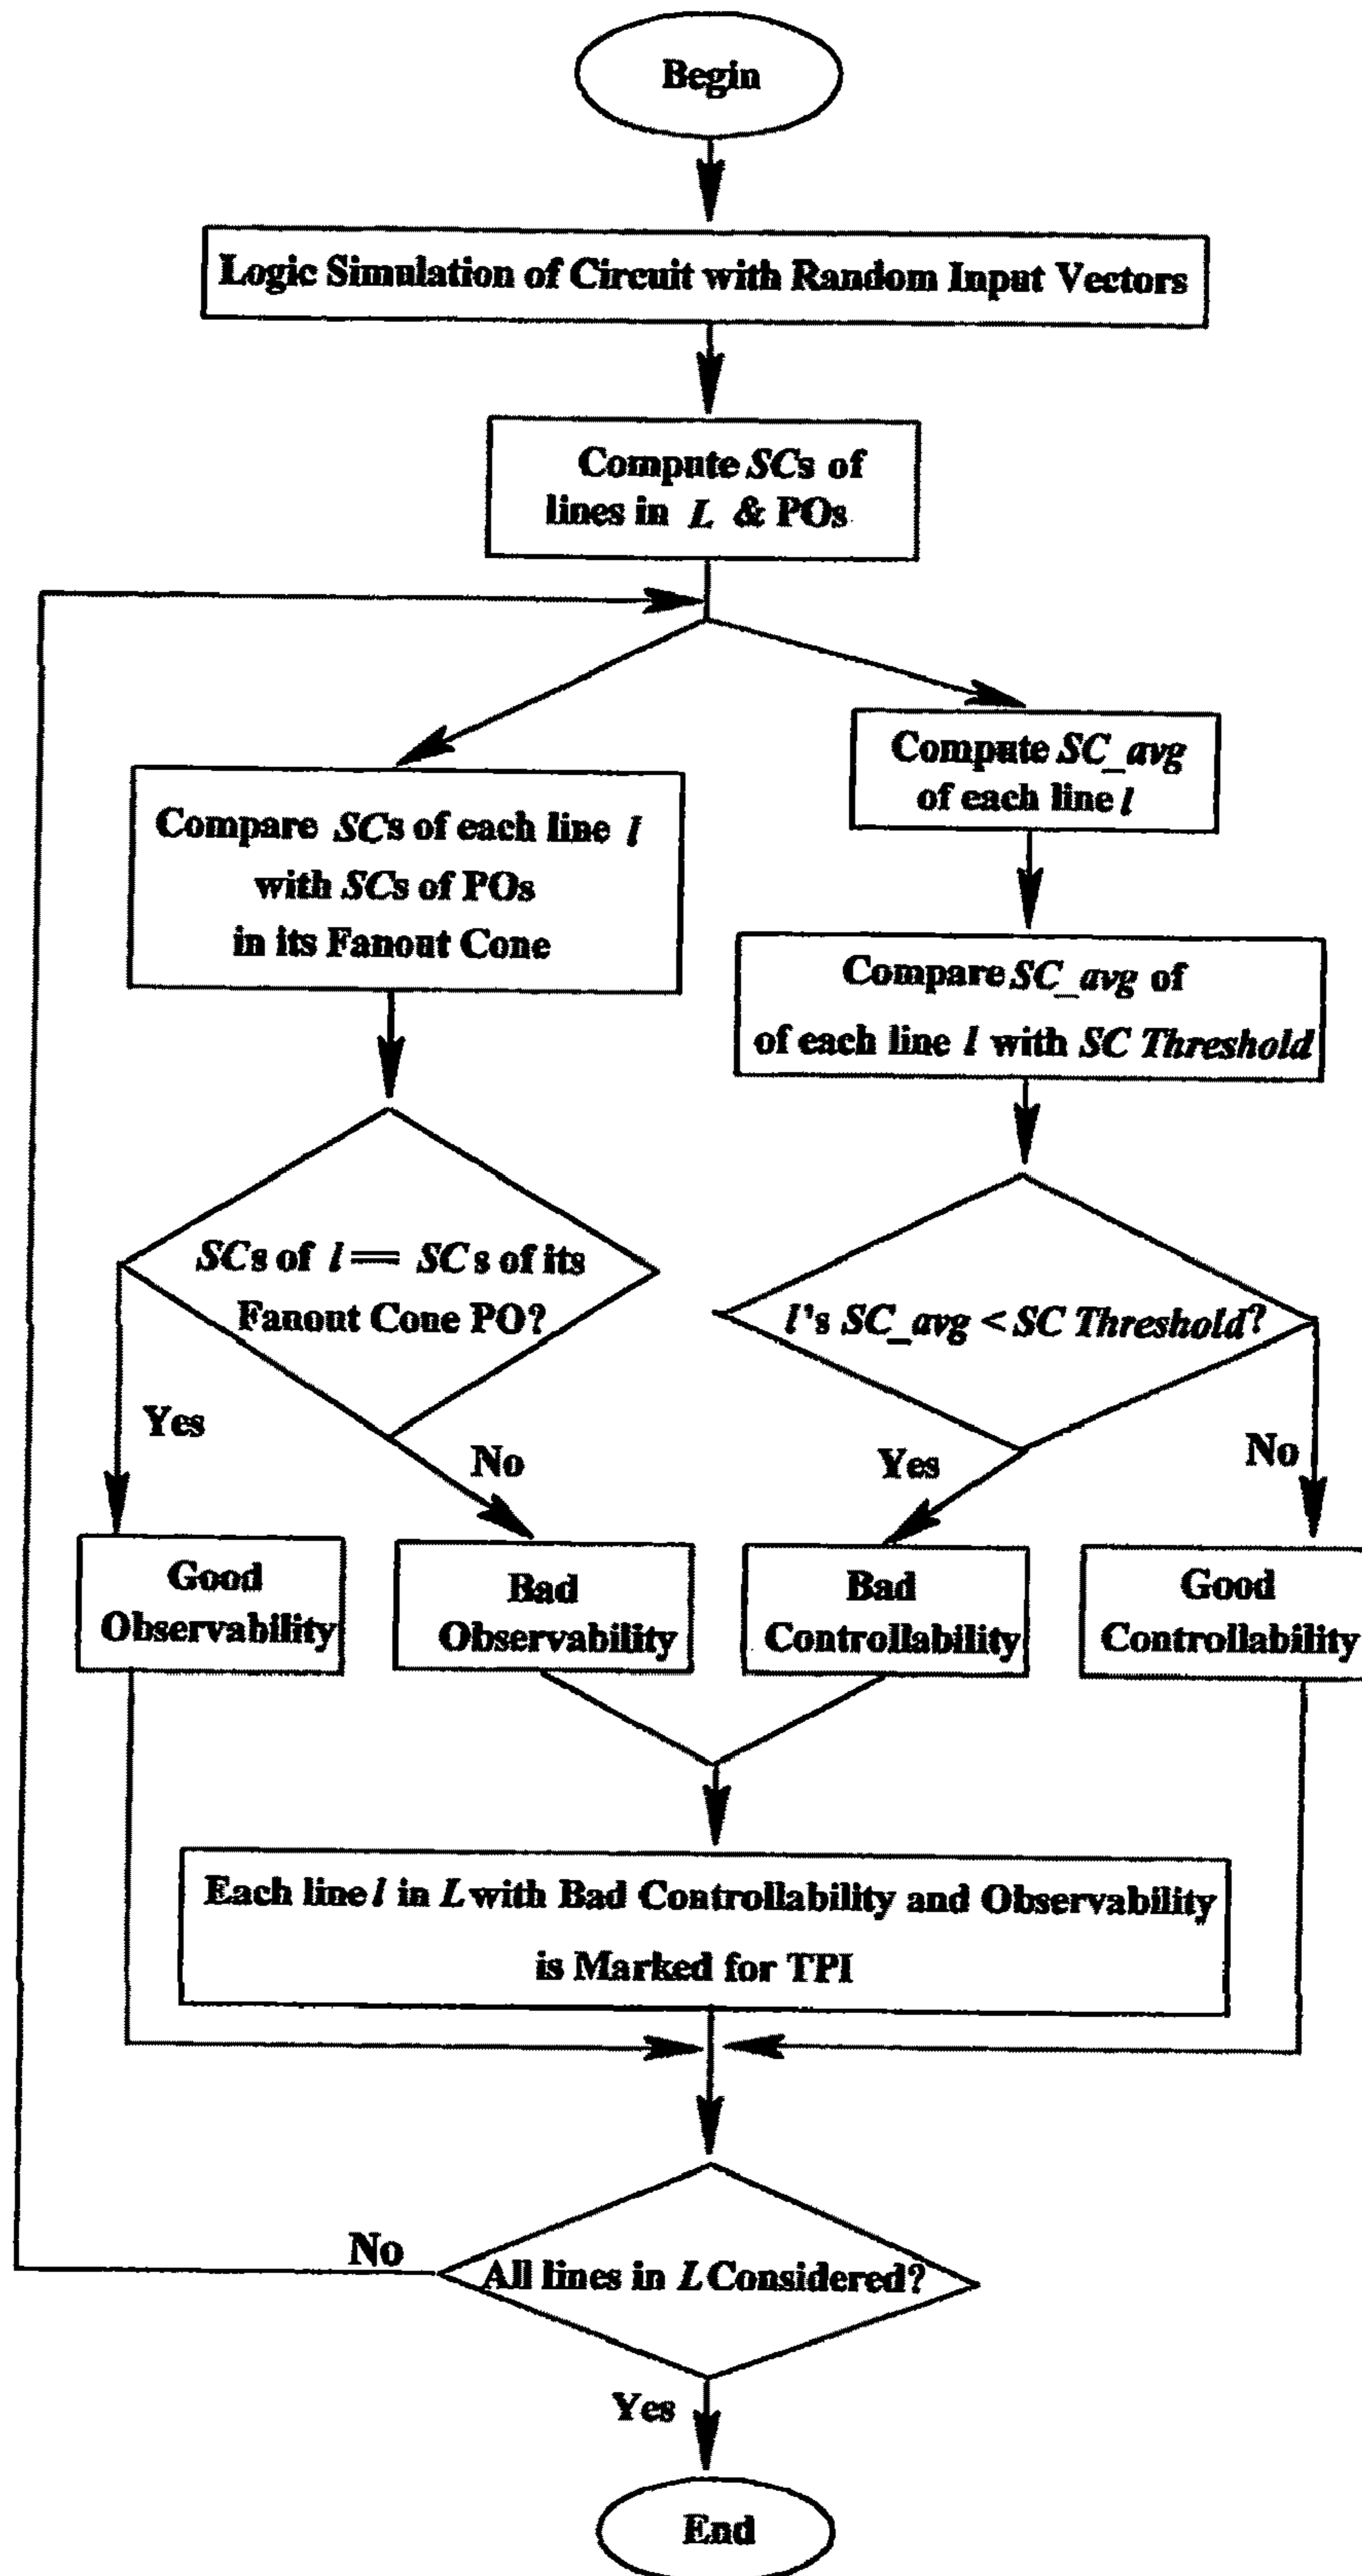 Begin
Logic Simulation of Circuit with Random Input Vectors
Compute SCs of
lines in L & POs
Compare SCs of each line l
with SCs of POs
in its Fanout Cone
Compute SC_avg
of each line l
Compare SC_avg of
of each line l with SC Threshold
SCs of l == SCs of its
Fanout Cone PO?
l's SC_avg < SC Threshold?
Yes
No
Yes
No
Good
Observability
Bad
Observability
Bad
Controllability
Good
Controllability
Each line l in L with Bad Controllability and Observability
is Marked for TPI
No
All lines in L Considered?
Yes
End